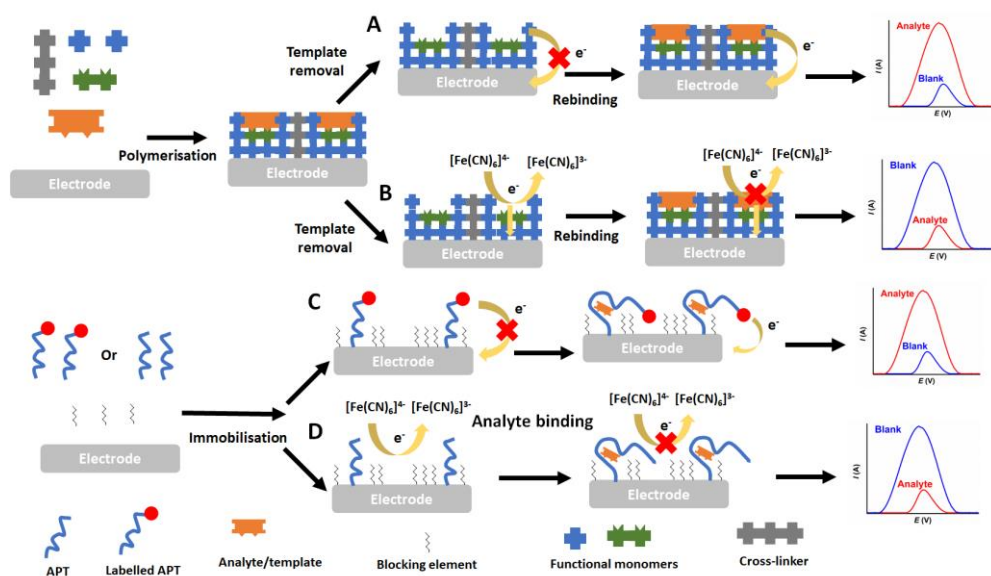 A
Template
removal
e-
Electrode
Rebinding
Electrode
Analyte
Blank
I (A)
E (V)
Electrode
Polymerisation
Electrode
Template
removal
B
[Fe(CN)6]4- [Fe(CN)6]3-
e-
Electrode
Rebinding
[Fe(CN)6]4- [Fe(CN)6]3-
e-
Electrode
Blank
Analyte
I (A)
E (V)
Or
Electrode
Immobilisation
C
e-
Electrode
e-
Electrode
Analyte
Blank
I (A)
E (V)
D
[Fe(CN)6]4- [Fe(CN)6]3-
e-
Electrode
Analyte binding
[Fe(CN)6]4- [Fe(CN)6]3-
e-
Electrode
Blank
Analyte
I (A)
E (V)
APT
Labelled APT
Analyte/template
Blocking element
Functional monomers
Cross-linker